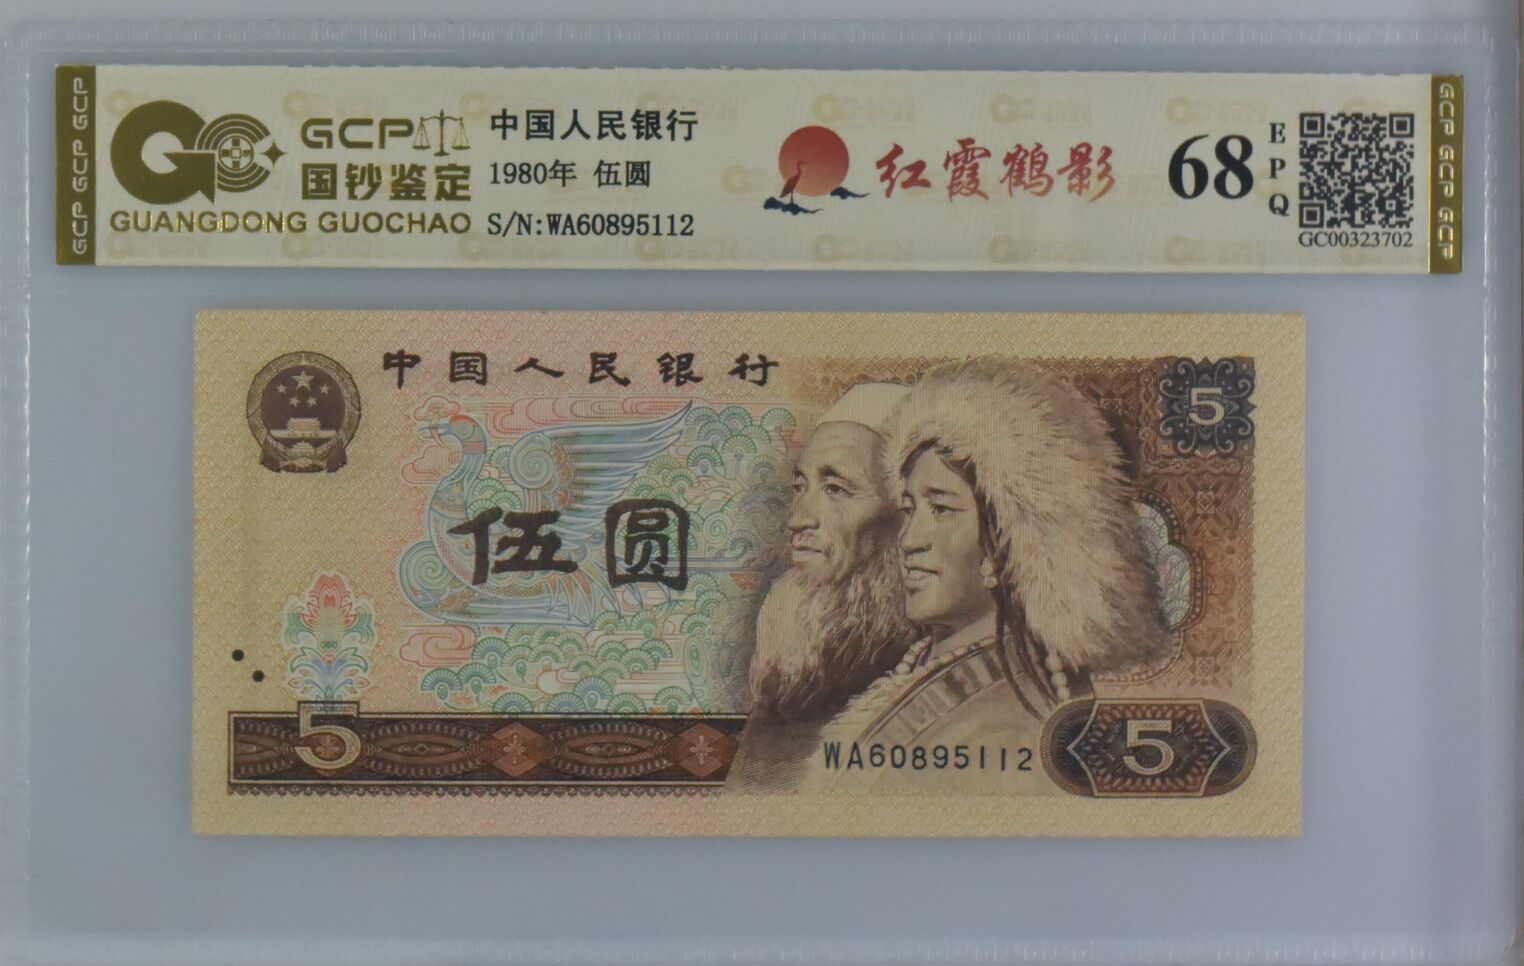 GCP GCP GCP
GCP
国钞鉴定
GUANGDONG GUOCHAO
中国人民银行
1980年 伍圆
S/N:WA60895112
红霞鹤影
68
EPQ
GC00323702
GCP GCP GCP
中国人民银行
5
伍圆
5
WA60895112
5